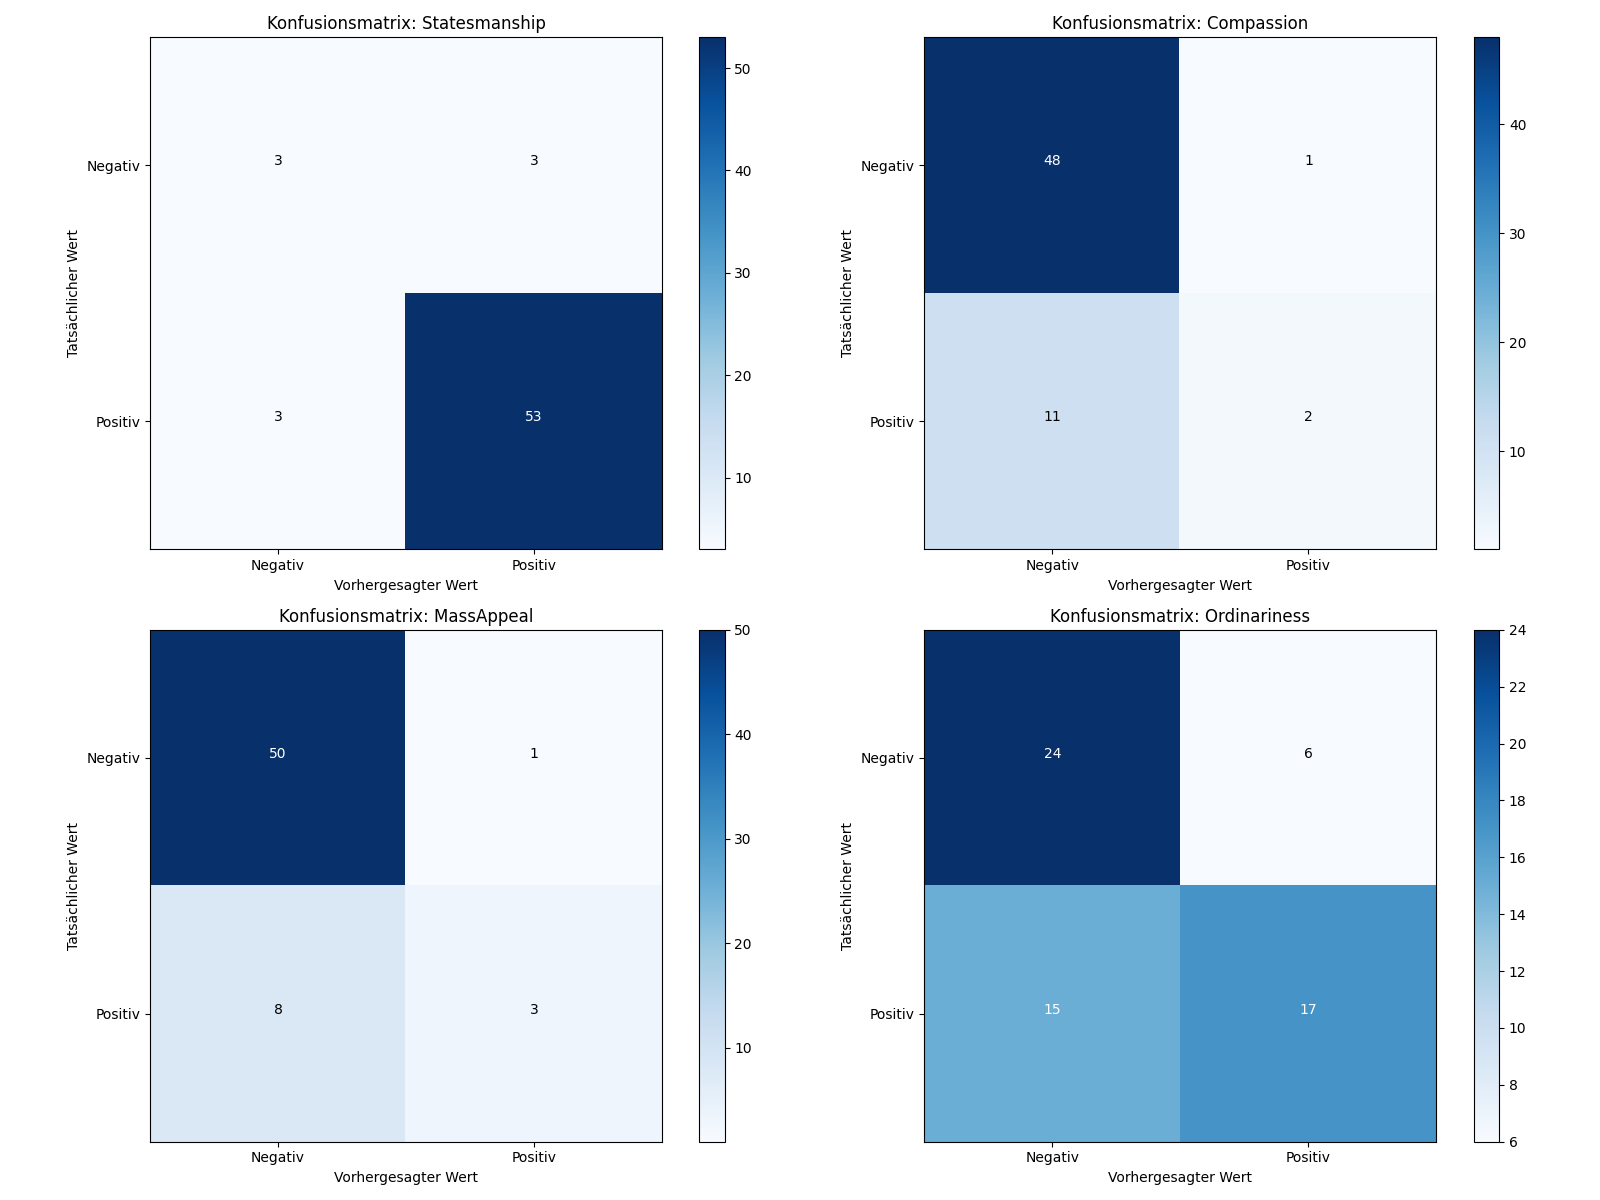 Konfusionsmatrix: Statesmanship
Tatsächlicher Wert
Negativ
Positiv
3
3
3
53
Negativ
Positiv
Vorhergesagter Wert
50
40
30
20
10
Konfusionsmatrix: Compassion
Tatsächlicher Wert
Negativ
Positiv
48
1
11
2
Negativ
Positiv
Vorhergesagter Wert
40
30
20
10
Konfusionsmatrix: MassAppeal
Tatsächlicher Wert
Negativ
Positiv
50
1
8
3
Negativ
Positiv
Vorhergesagter Wert
50
40
30
20
10
Konfusionsmatrix: Ordinariness
Tatsächlicher Wert
Negativ
Positiv
24
6
15
17
Negativ
Positiv
Vorhergesagter Wert
24
22
20
18
16
14
12
10
8
6